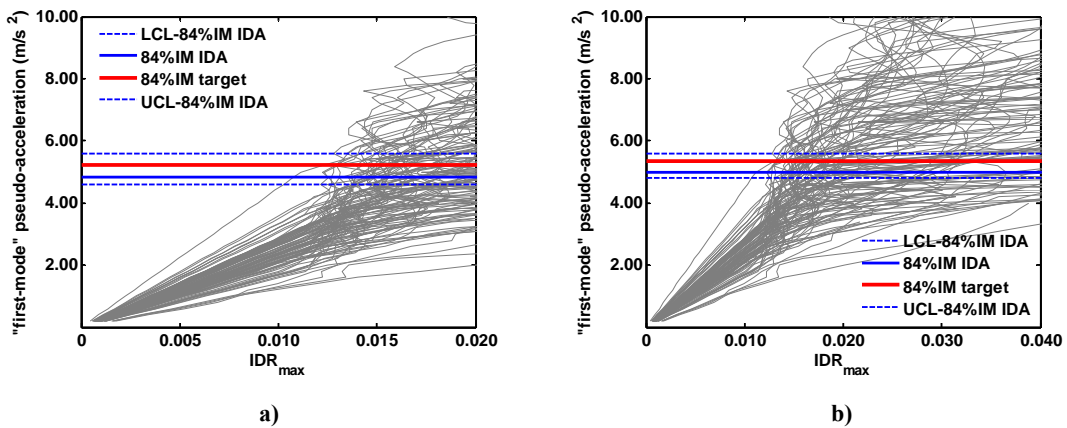 10.00
8.00
6.00
4.00
2.00
"first-mode" pseudo-acceleration (m/s 2)
LCL-84%IM IDA
84%IM IDA
84%IM target
UCL-84%IM IDA
0 0.005 0.010 0.015 0.020
IDRmax
a)
10.00
8.00
6.00
4.00
2.00
"first-mode" pseudo-acceleration (m/s 2)
LCL-84%IM IDA
84%IM IDA
84%IM target
UCL-84%IM IDA
0 0.010 0.020 0.030 0.040
IDRmax
b)